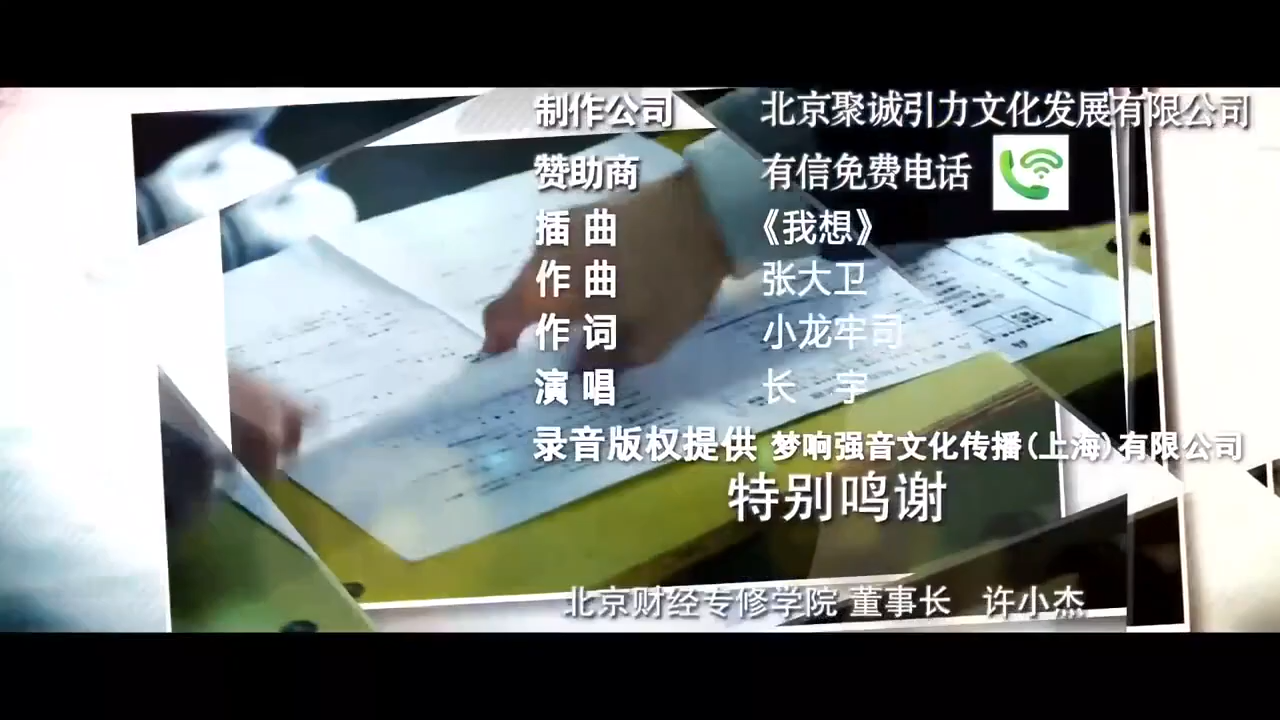 制作公司 北京聚诚引力文化发展有限公司
赞助商 有信免费电话
插 曲 《我想》
作 曲 张大卫
作 词 小龙牢司
演 唱 长 宇
录音版权提供 梦响强音文化传播(上海)有限公司
特别鸣谢
北京财经专修学院 董事长 许小杰